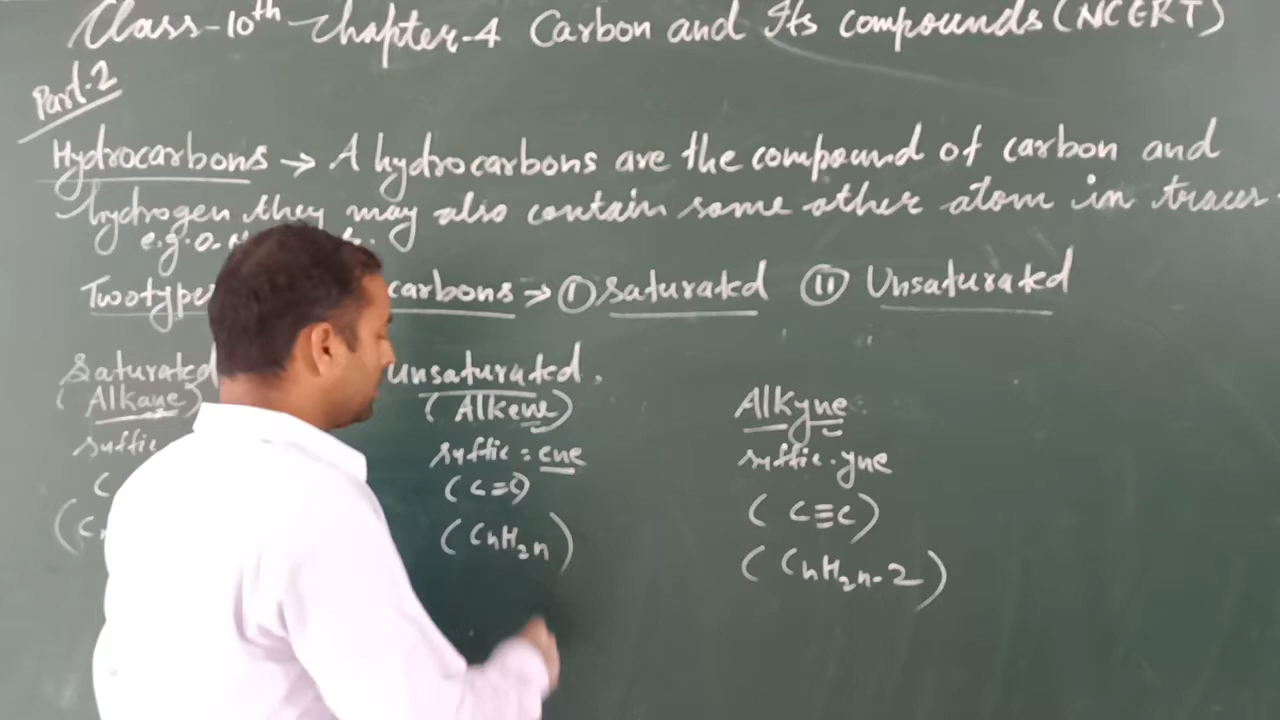 Class-10th Chapter-4 Carbon and Its compounds (NCERT)
Part-2
Hydrocarbons → A hydrocarbons are the compound of carbon and
hydrogen they may also contain some other atom in traces.
e.g. O.
Twotype carbons → (I) Saturated (II) Unsaturated
Saturated Unsaturated.
(Alkane) (Alkene) Alkyne
suffic suffic: ene suffic. yne
( (C=C) (C≡C)
(C (CnH2n) (CnH2n-2)